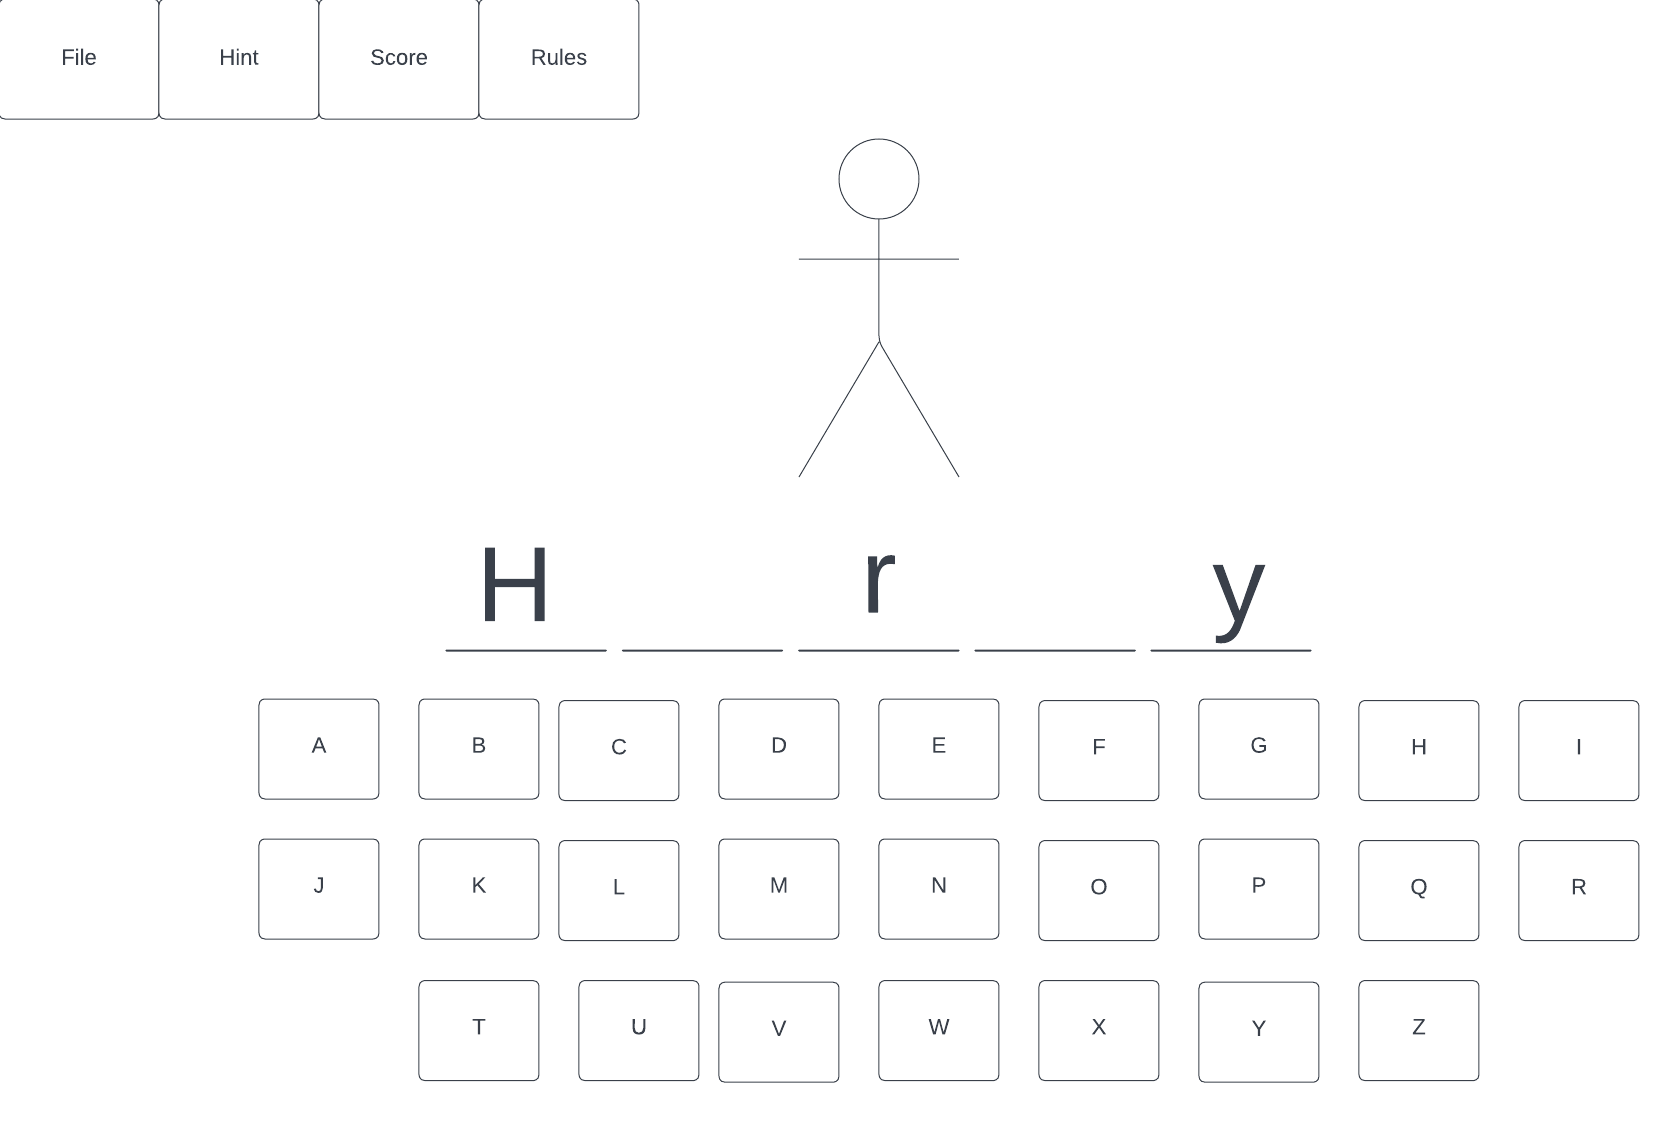 File Hint Score Rules
H r y
A B C D E F G H I
J K L M N O P Q R
T U V W X Y Z